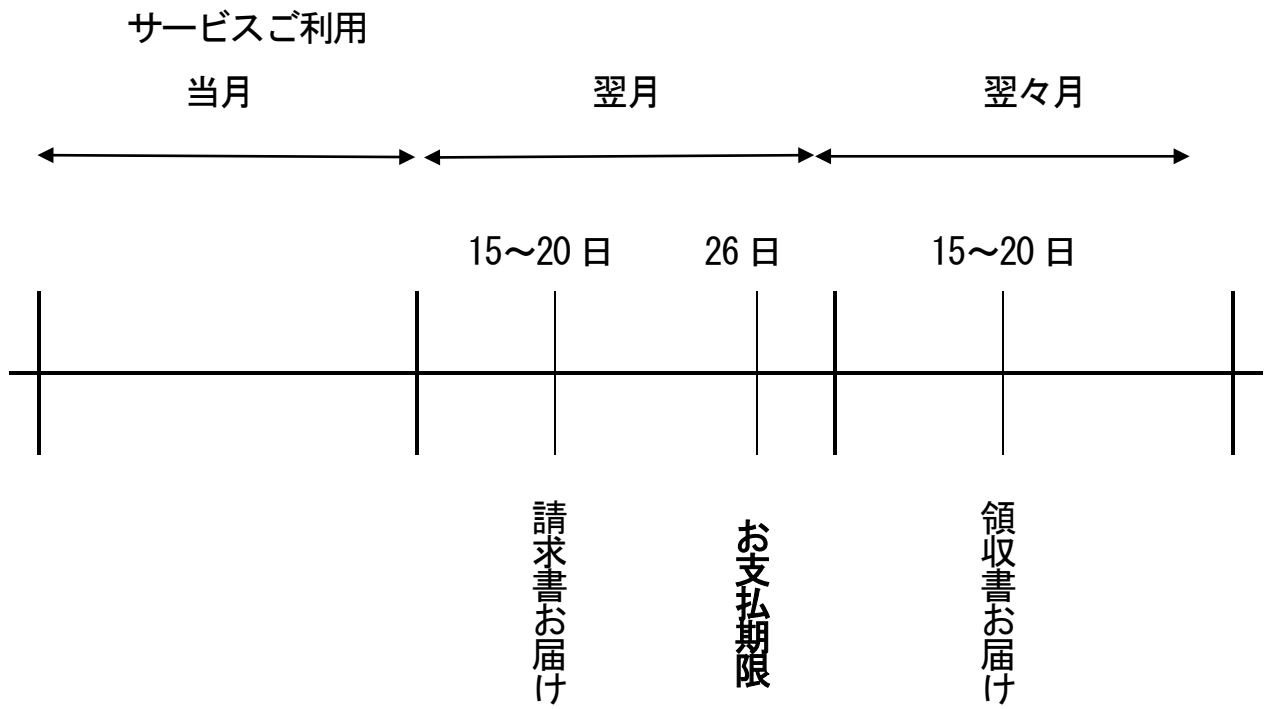 サービスご利用
当月
翌月
翌々月
15～20日
26日
15～20日
請求書お届け
お支払期限
領収書お届け